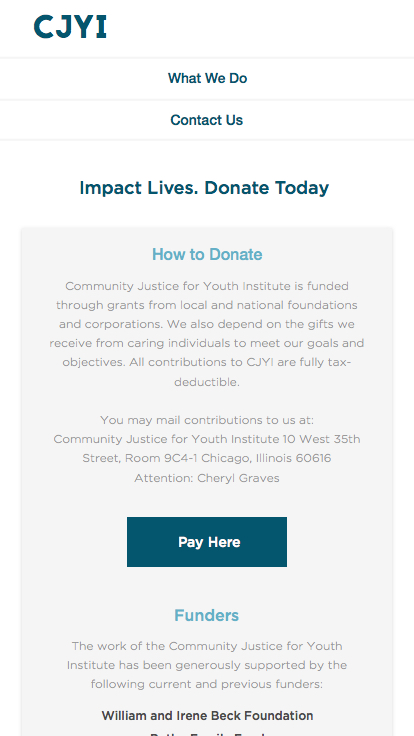 CJYI
What We Do
Contact Us
Impact Lives. Donate Today
How to Donate
Community Justice for Youth Institute is funded
through grants from local and national foundations
and corporations. We also depend on the gifts we
receive from caring individuals to meet our goals and
objectives. All contributions to CJYI are fully tax-
deductible.
You may mail contributions to us at:
Community Justice for Youth Institute 10 West 35th
Street, Room 9C4-1 Chicago, Illinois 60616
Attention: Cheryl Graves
Pay Here
Funders
The work of the Community Justice for Youth
Institute has been generously supported by the
following current and previous funders:
William and Irene Beck Foundation